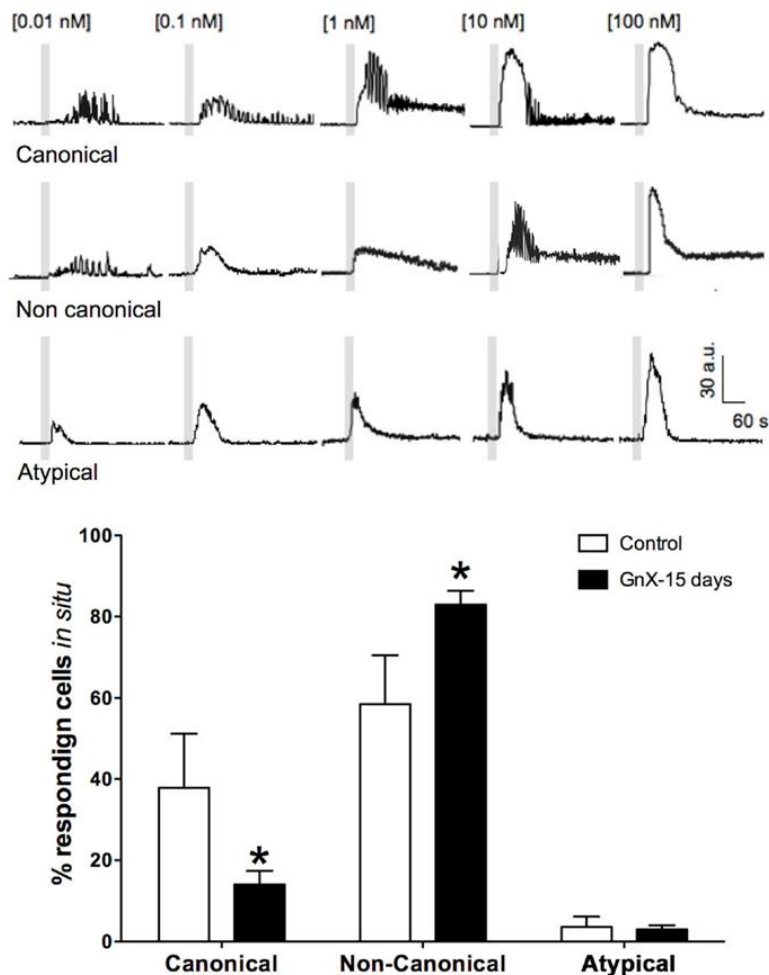 [0.01 nM] [0.1 nM] [1 nM] [10 nM] [100 nM]
Canonical
Non canonical
30 a.u.
60 s
Atypical
% respondign cells in situ
100
80
60
40
20
0
Control
GnX-15 days
*
*
Canonical Non-Canonical Atypical